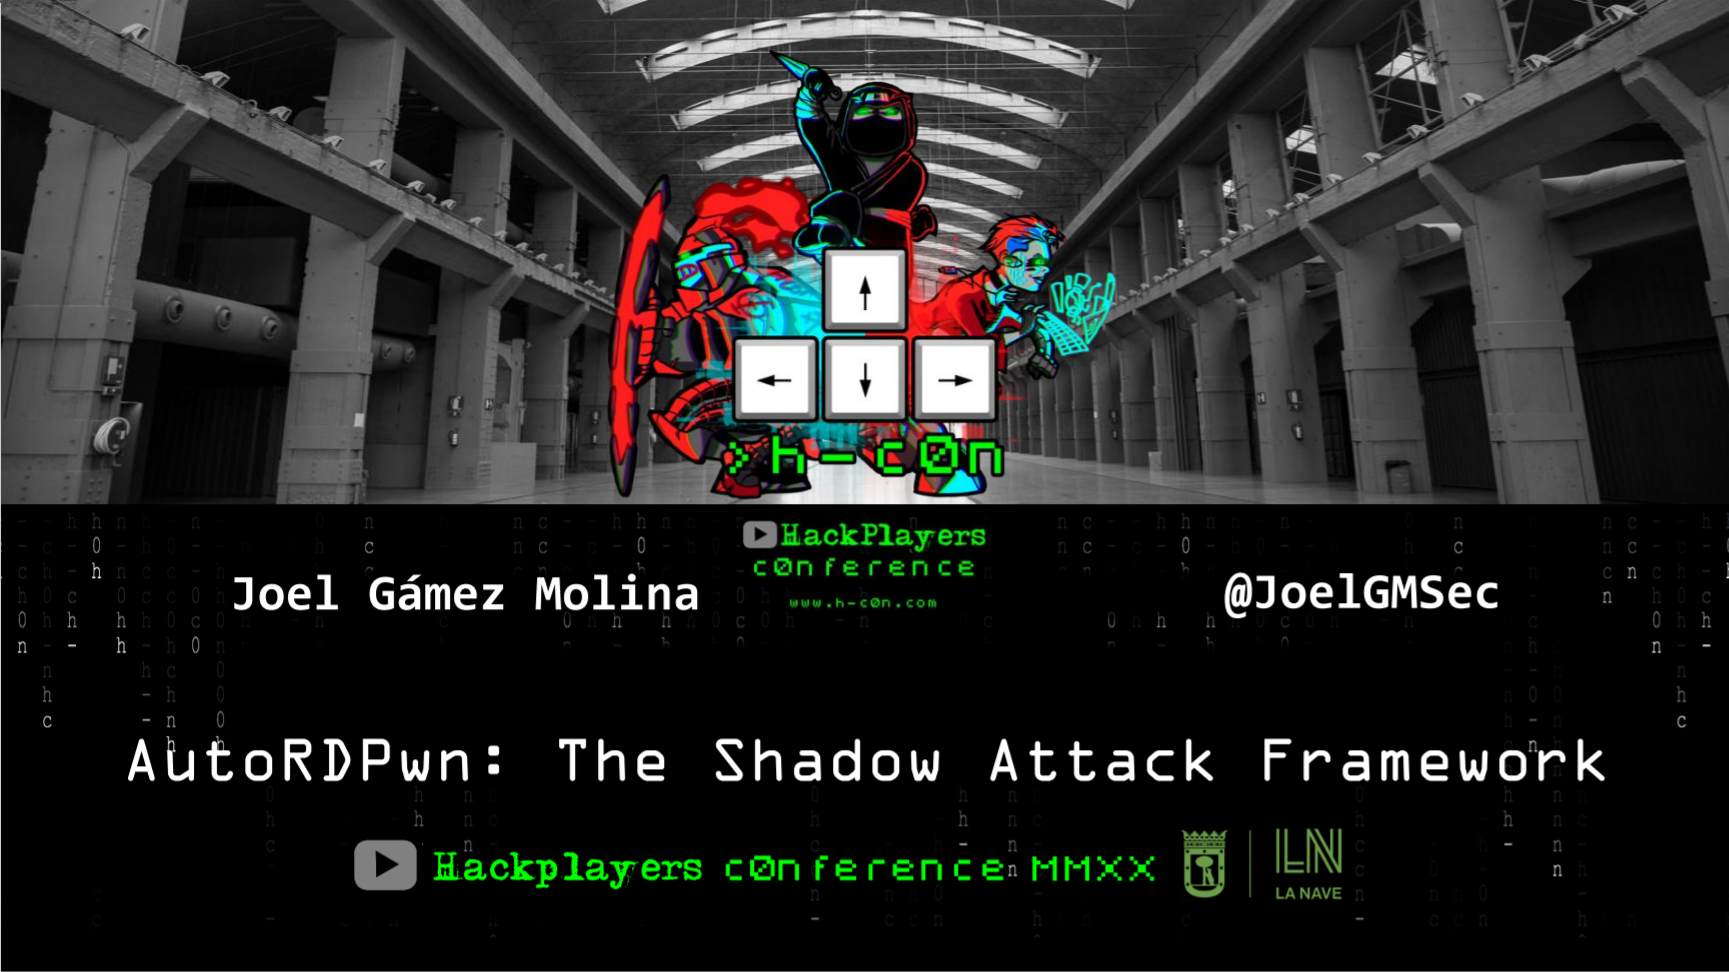 ↑
← ↓ →
>h-c0n
HackPlayers
c0nference
www.h-c0n.com
Joel Gámez Molina
@JoelGMSec
AutoRDPwn: The Shadow Attack Framework
Hackplayers c0nference MMXX
LN
LA NAVE